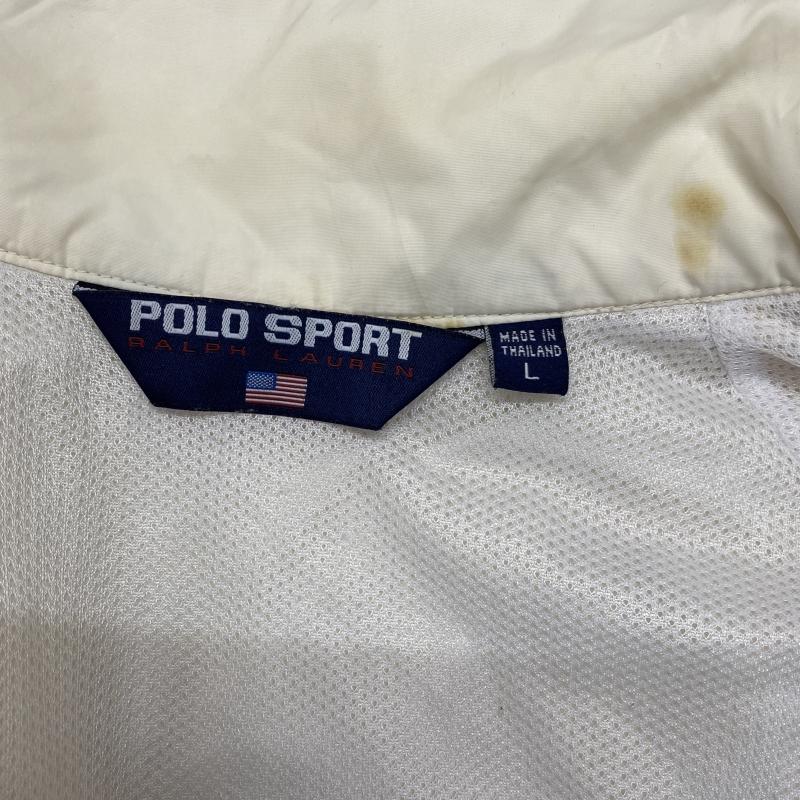 POLO SPORT
RALPH LAUREN
MADE IN
THAILAND
L